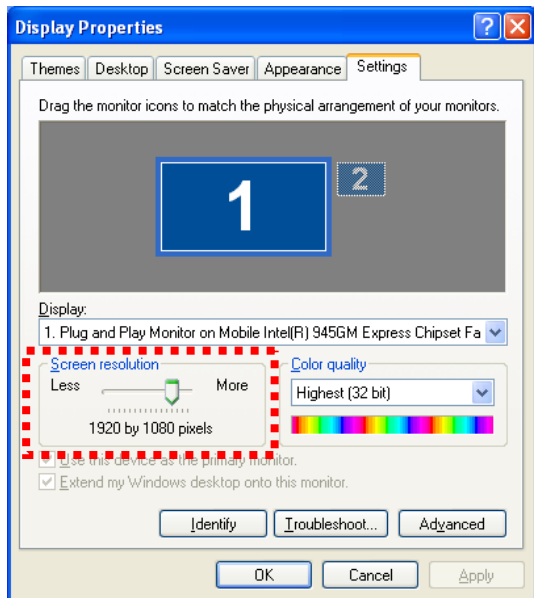 Display Properties
Themes Desktop Screen Saver Appearance Settings
Drag the monitor icons to match the physical arrangement of your monitors.
1 2
Display:
1. Plug and Play Monitor on Mobile Intel(R) 945GM Express Chipset Fa
Screen resolution Color quality
Less More Highest (32 bit)
1920 by 1080 pixels
Use this device as the primary monitor.
Extend my Windows desktop onto this monitor.
Identify Troubleshoot... Advanced
OK Cancel Apply